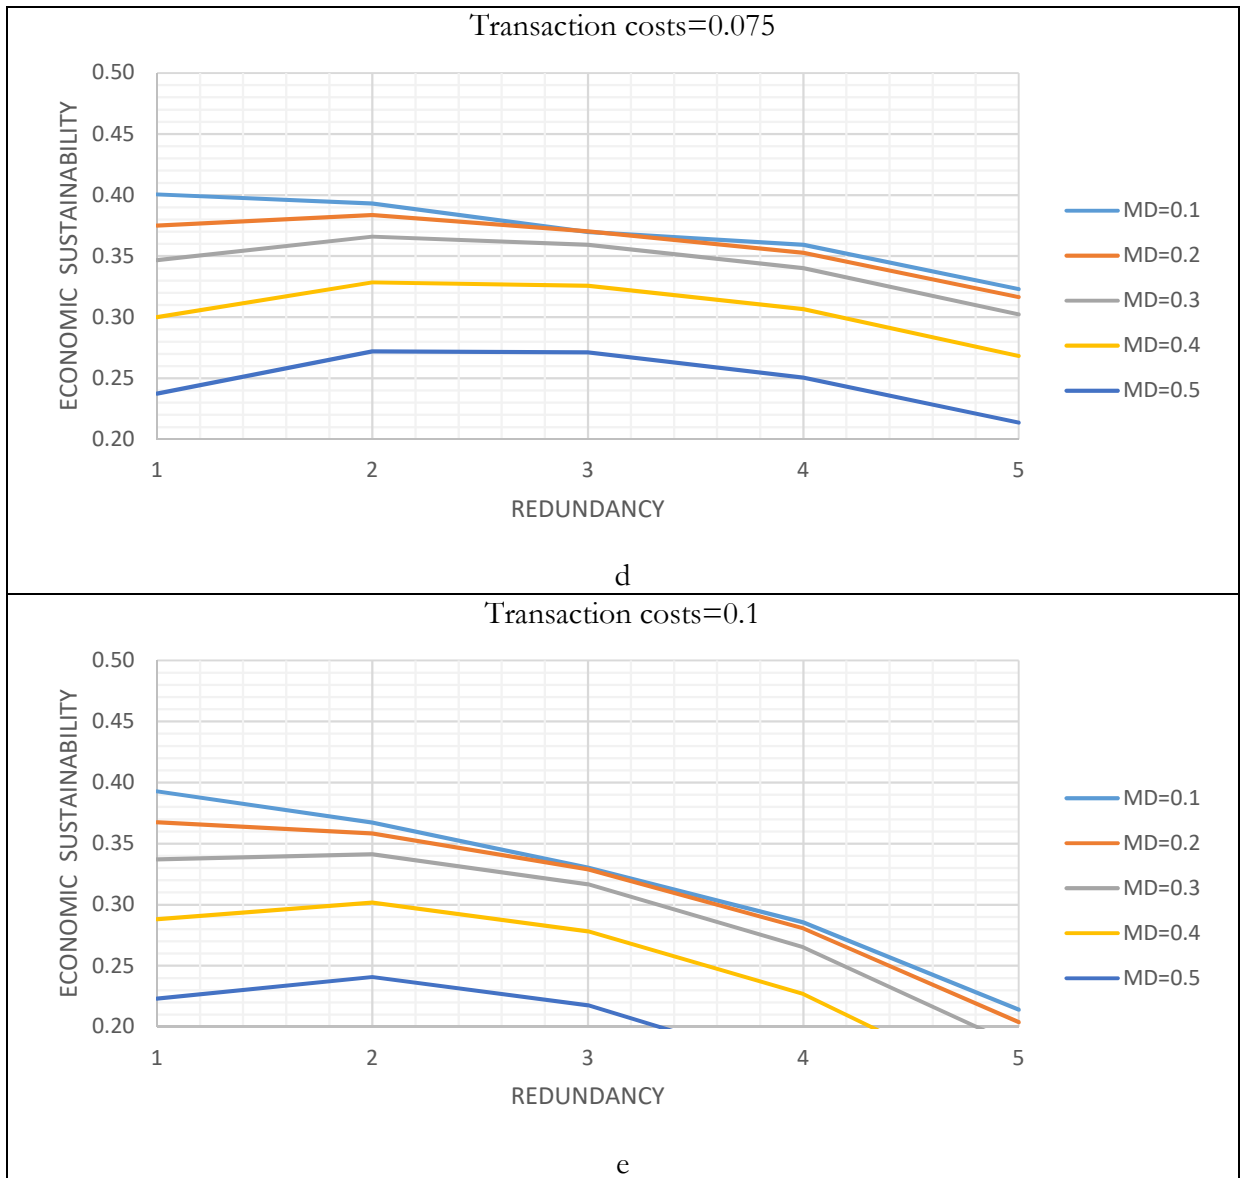 Transaction costs=0.075
ECONOMIC SUSTAINABILITY
0.50
0.45
0.40
0.35
0.30
0.25
0.20
1 2 3 4 5
REDUNDANCY
MD=0.1
MD=0.2
MD=0.3
MD=0.4
MD=0.5
d
Transaction costs=0.1
ECONOMIC SUSTAINABILITY
0.50
0.45
0.40
0.35
0.30
0.25
0.20
1 2 3 4 5
REDUNDANCY
MD=0.1
MD=0.2
MD=0.3
MD=0.4
MD=0.5
e